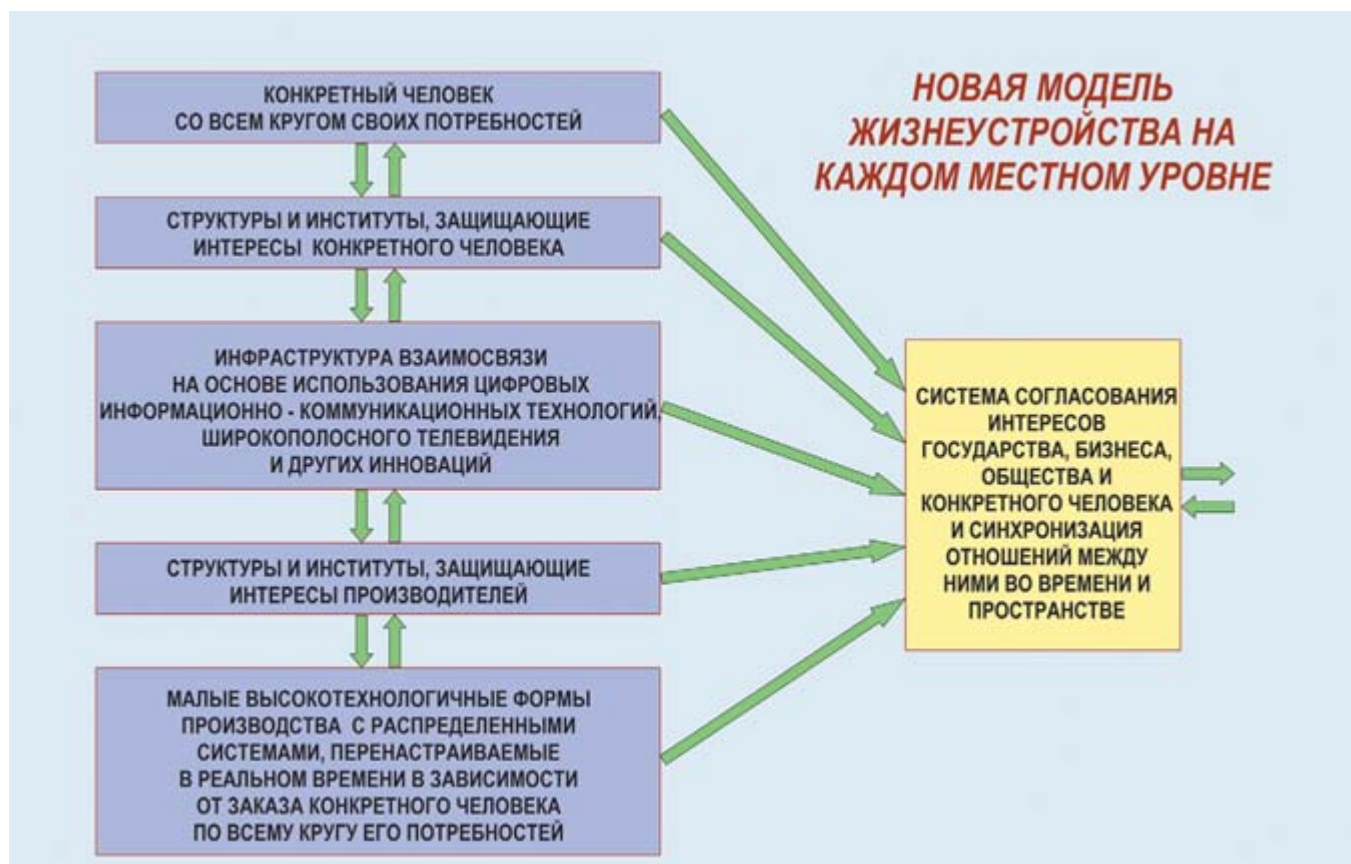 НОВАЯ МОДЕЛЬ
ЖИЗНЕУСТРОЙСТВА НА
КАЖДОМ МЕСТНОМ УРОВНЕ
КОНКРЕТНЫЙ ЧЕЛОВЕК
СО ВСЕМ КРУГОМ СВОИХ ПОТРЕБНОСТЕЙ
СТРУКТУРЫ И ИНСТИТУТЫ, ЗАЩИЩАЮЩИЕ
ИНТЕРЕСЫ КОНКРЕТНОГО ЧЕЛОВЕКА
ИНФРАСТРУКТУРА ВЗАИМОСВЯЗИ
НА ОСНОВЕ ИСПОЛЬЗОВАНИЯ ЦИФРОВЫХ
ИНФОРМАЦИОННО - КОММУНИКАЦИОННЫХ ТЕХНОЛОГИЙ,
ШИРОКОПОЛОСНОГО ТЕЛЕВИДЕНИЯ
И ДРУГИХ ИННОВАЦИЙ
СТРУКТУРЫ И ИНСТИТУТЫ, ЗАЩИЩАЮЩИЕ
ИНТЕРЕСЫ ПРОИЗВОДИТЕЛЕЙ
МАЛЫЕ ВЫСОКОТЕХНОЛОГИЧНЫЕ ФОРМЫ
ПРОИЗВОДСТВА С РАСПРЕДЕЛЕННЫМИ
СИСТЕМАМИ, ПЕРЕНАСТРАИВАЕМЫЕ
В РЕАЛЬНОМ ВРЕМЕНИ В ЗАВИСИМОСТИ
ОТ ЗАКАЗА КОНКРЕТНОГО ЧЕЛОВЕКА
ПО ВСЕМУ КРУГУ ЕГО ПОТРЕБНОСТЕЙ
СИСТЕМА СОГЛАСОВАНИЯ
ИНТЕРЕСОВ
ГОСУДАРСТВА, БИЗНЕСА,
ОБЩЕСТВА И
КОНКРЕТНОГО ЧЕЛОВЕКА
И СИНХРОНИЗАЦИЯ
ОТНОШЕНИЙ МЕЖДУ
НИМИ ВО ВРЕМЕНИ И
ПРОСТРАНСТВЕ